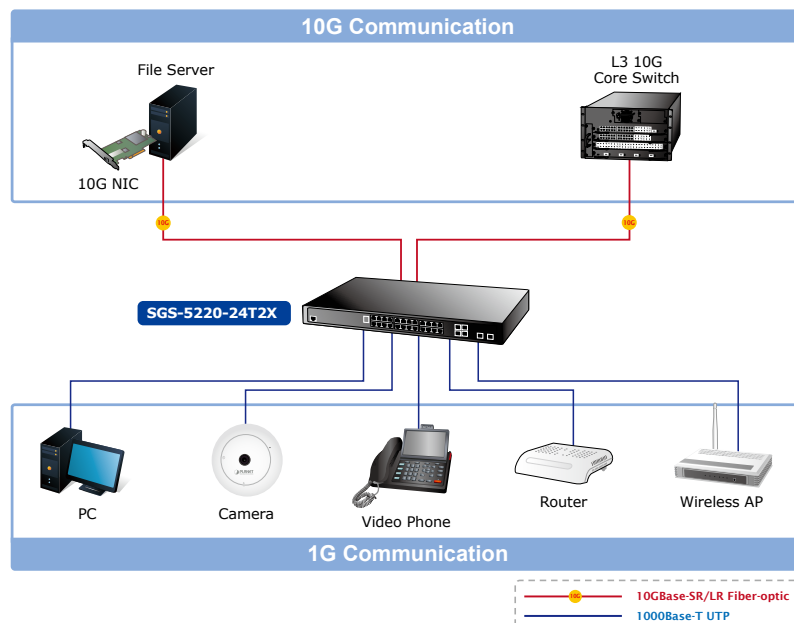 10G Communication
File Server
L3 10G
Core Switch
10G NIC
10G
10G
SGS-5220-24T2X
PLANET
PC
Camera
Video Phone
Router
Wireless AP
1G Communication
10G
10GBase-SR/LR Fiber-optic
1000Base-T UTP